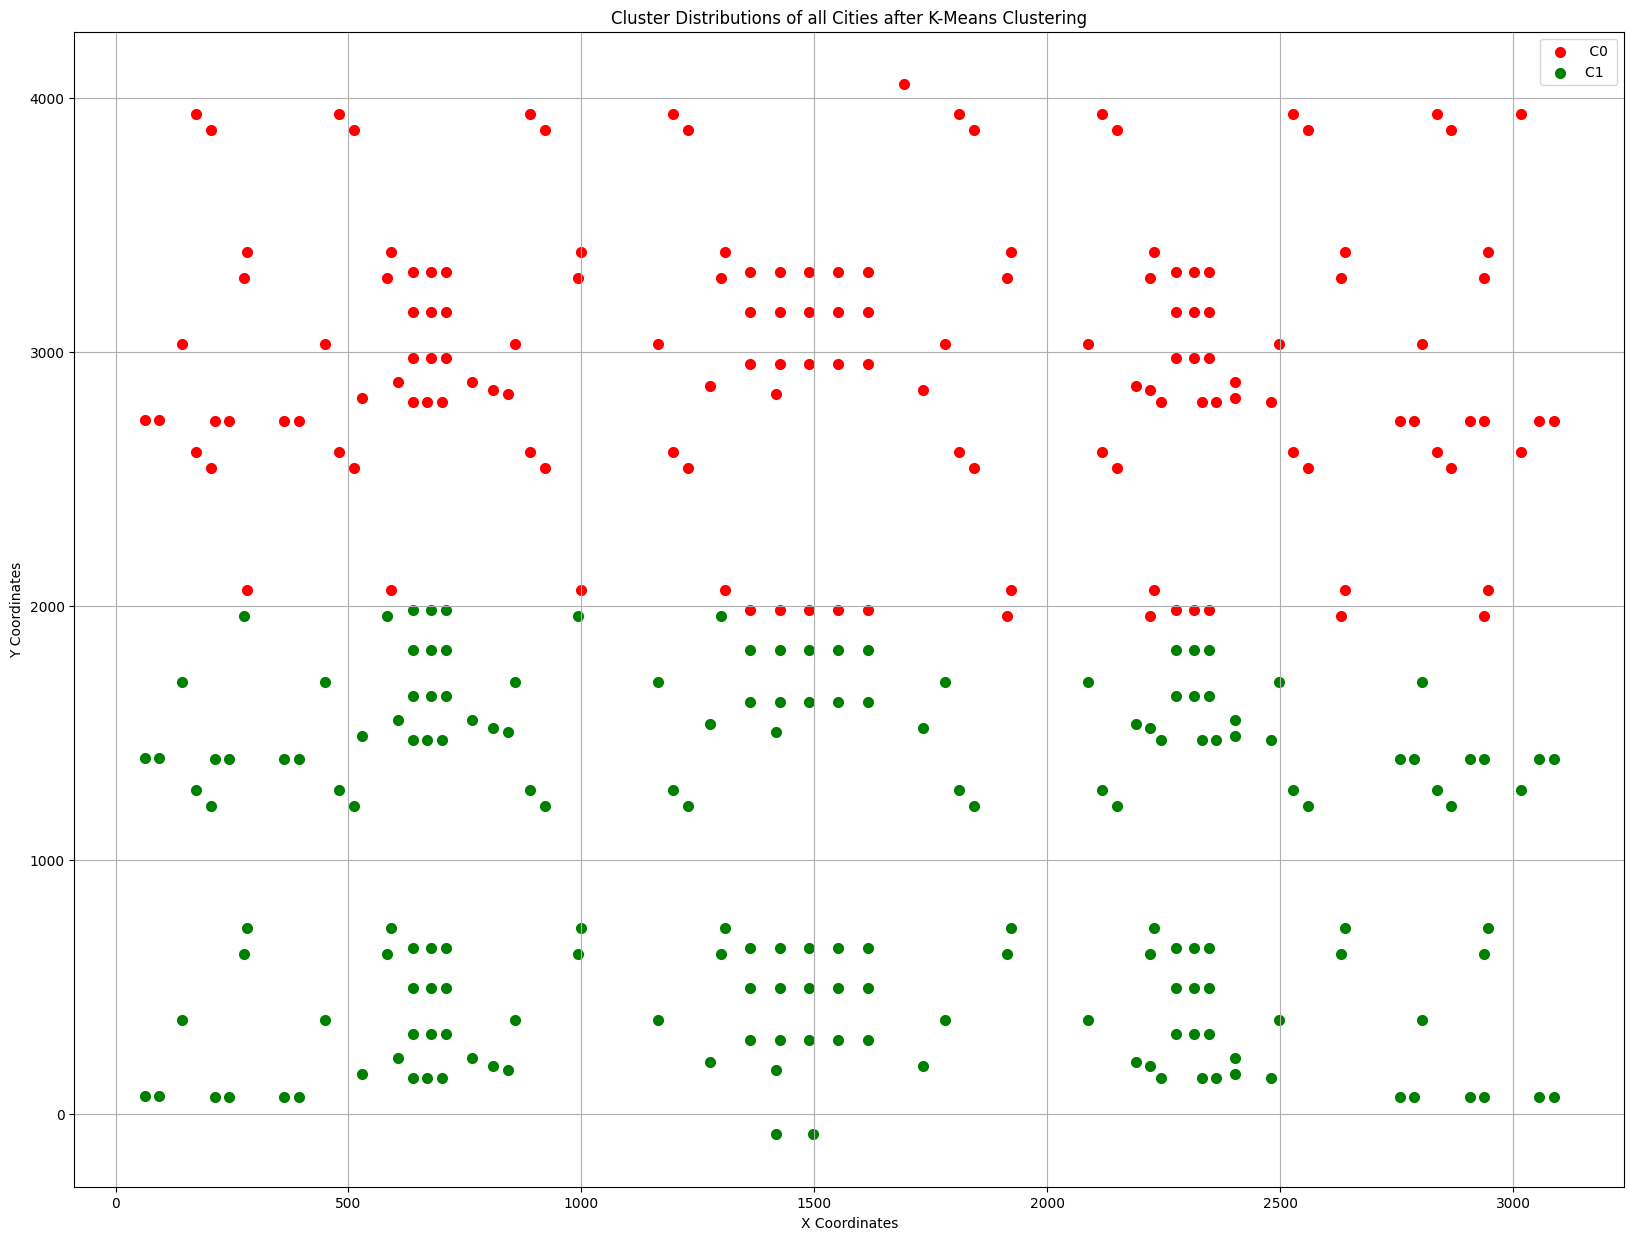 Cluster Distributions of all Cities after K-Means Clustering
C0
C1
4000
3000
2000
1000
0
Y Coordinates
0 500 1000 1500 2000 2500 3000
X Coordinates